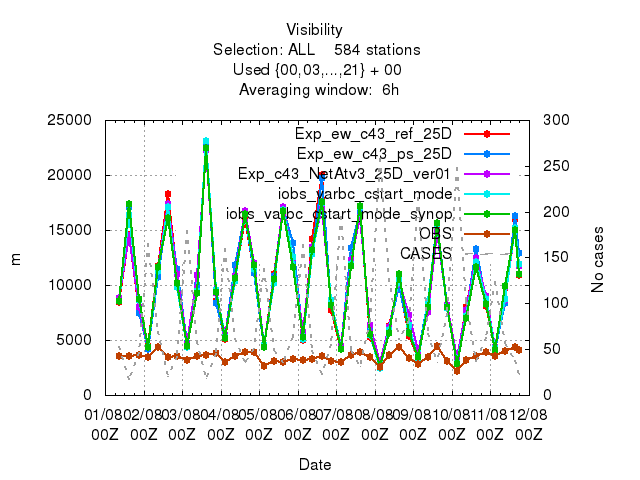 Visibility
Selection: ALL 584 stations
Used {00,03,...,21} + 00
Averaging window: 6h
25000
20000
15000
10000
5000
0
m
300
250
200
150
100
50
0
No cases
Exp_ew_c43_ref_25D
Exp_ew_c43_ps_25D
Exp_c43_NetAtv3_25D_ver01
iobs_varbc_cstart_mode
iobs_varbc_cstart_mode_synop
OBS
CASES
01/08 02/08 03/08 04/08 05/08 06/08 07/08 08/08 09/08 10/08 11/08 12/08
00Z 00Z 00Z 00Z 00Z 00Z 00Z 00Z 00Z 00Z 00Z 00Z
Date